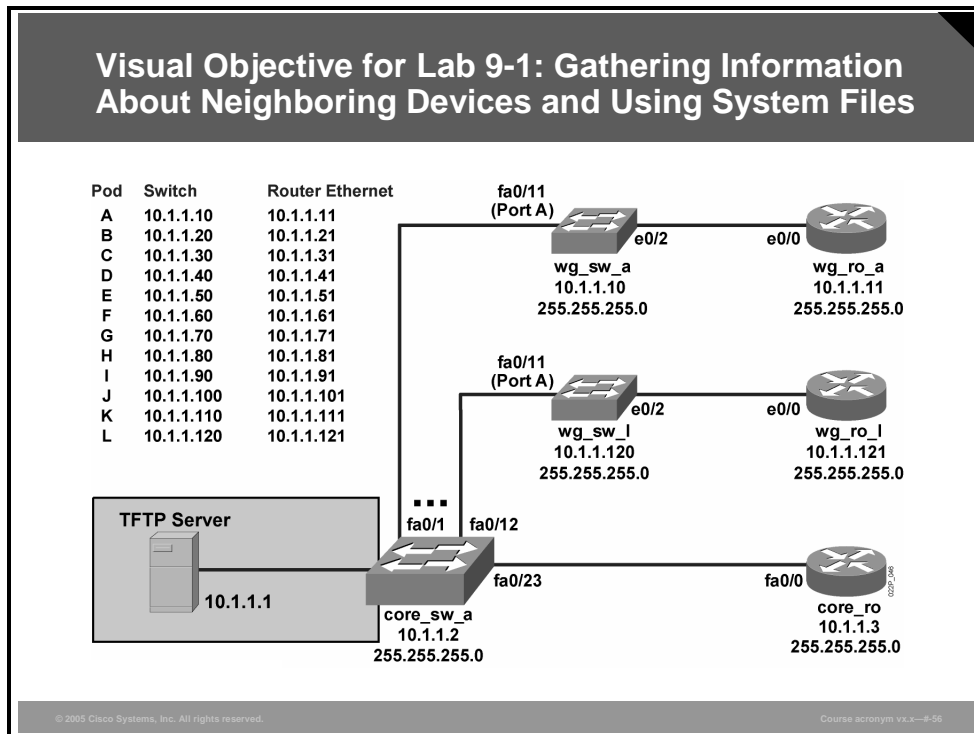 Visual Objective for Lab 9-1: Gathering Information
About Neighboring Devices and Using System Files
Pod Switch Router Ethernet
A 10.1.1.10 10.1.1.11
B 10.1.1.20 10.1.1.21
C 10.1.1.30 10.1.1.31
D 10.1.1.40 10.1.1.41
E 10.1.1.50 10.1.1.51
F 10.1.1.60 10.1.1.61
G 10.1.1.70 10.1.1.71
H 10.1.1.80 10.1.1.81
I 10.1.1.90 10.1.1.91
J 10.1.1.100 10.1.1.101
K 10.1.1.110 10.1.1.111
L 10.1.1.120 10.1.1.121
fa0/11
(Port A)
e0/2
e0/0
wg_sw_a
10.1.1.10
255.255.255.0
wg_ro_a
10.1.1.11
255.255.255.0
fa0/11
(Port A)
e0/2
e0/0
wg_sw_l
10.1.1.120
255.255.255.0
wg_ro_l
10.1.1.121
255.255.255.0
...
TFTP Server
10.1.1.1
fa0/1
fa0/12
fa0/23
fa0/0
core_sw_a
10.1.1.2
255.255.255.0
core_ro
10.1.1.3
255.255.255.0
022P_046
© 2005 Cisco Systems, Inc. All rights reserved.
Course acronym vx.x—#-56